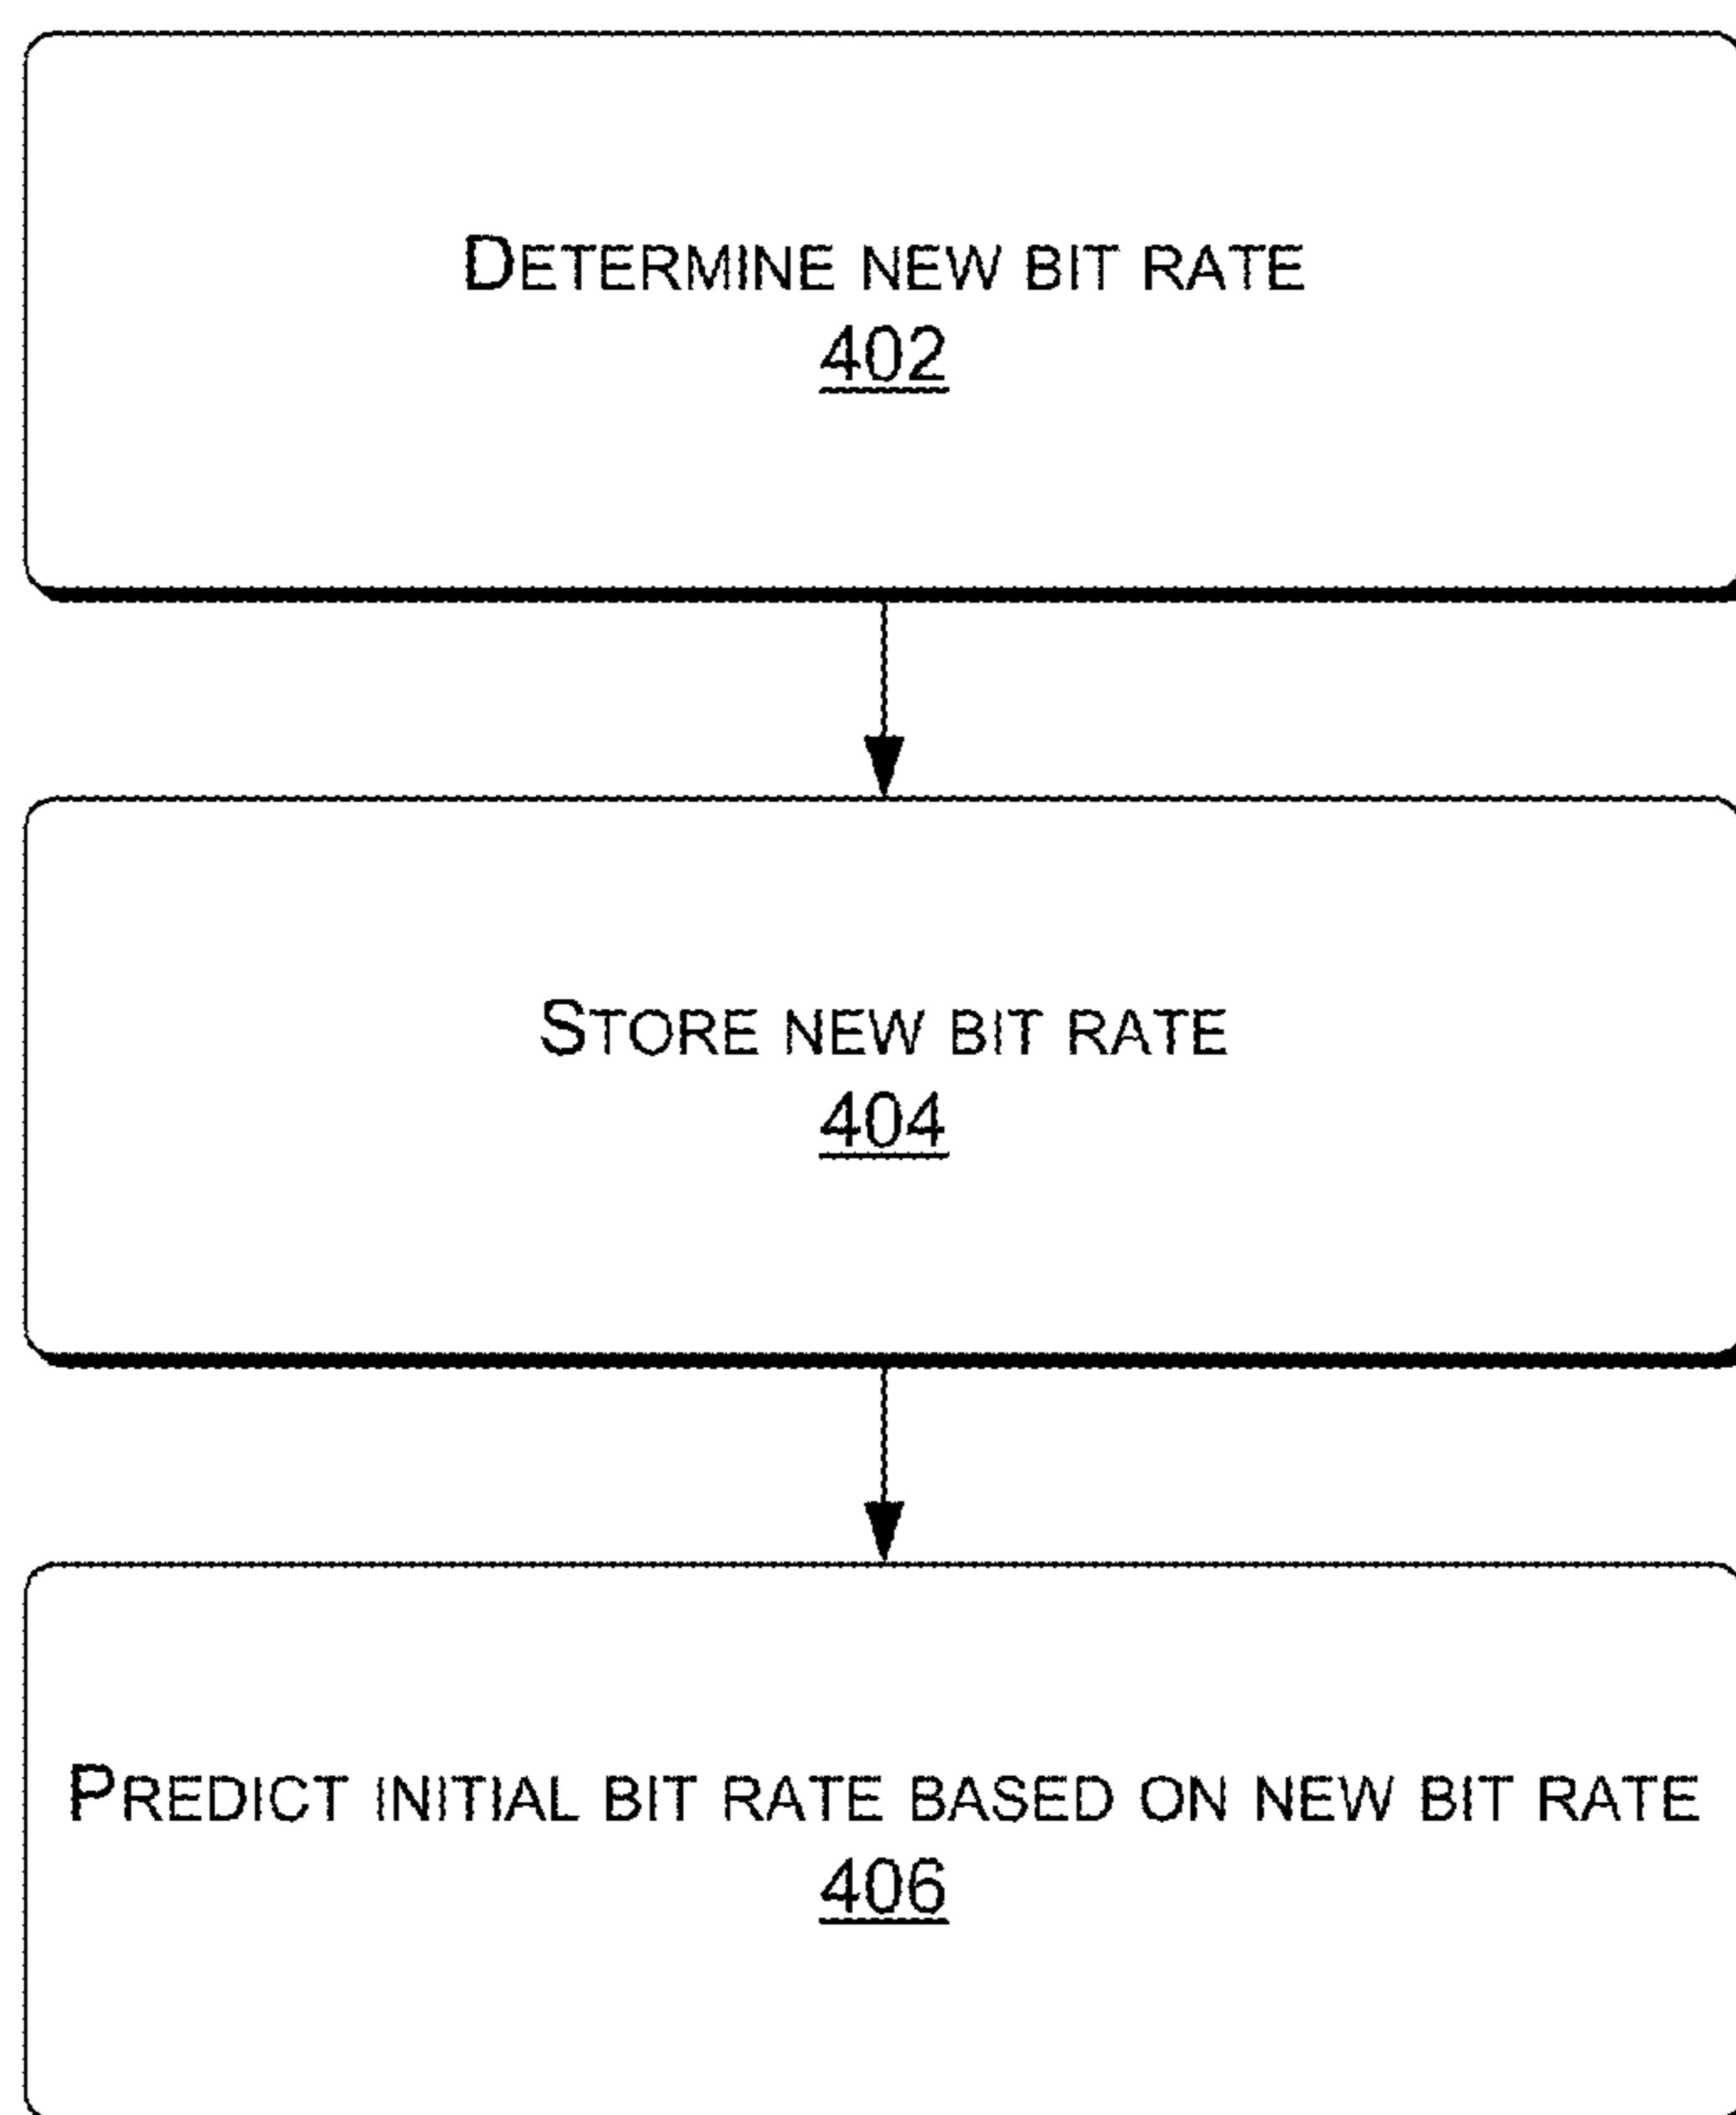 DETERMINE NEW BIT RATE
402
STORE NEW BIT RATE
404
PREDICT INITIAL BIT RATE BASED ON NEW BIT RATE
406